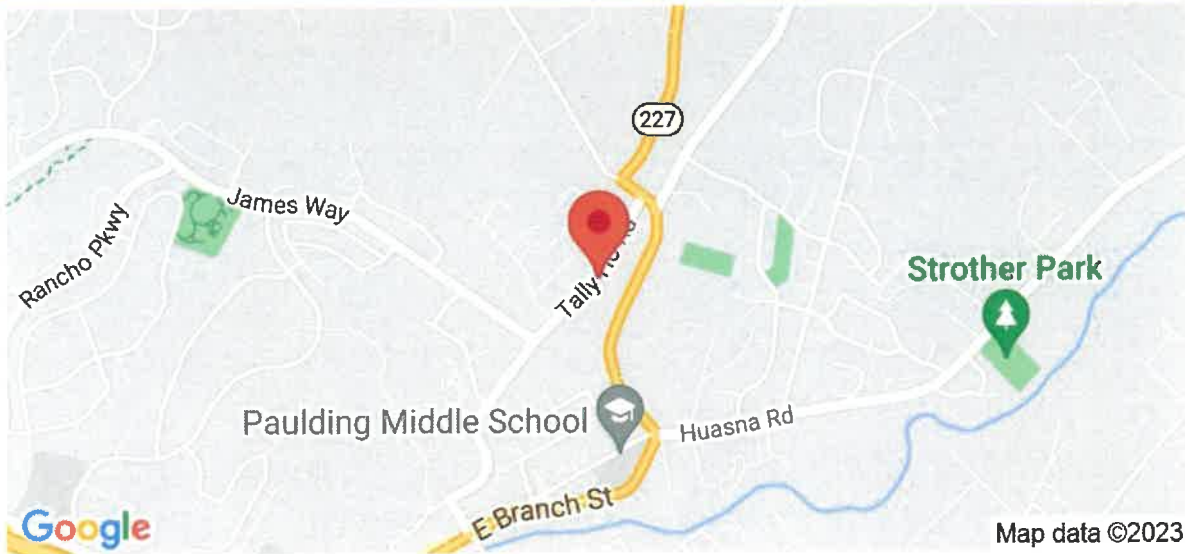 227
James Way
Rancho Pkwy
Tally Ho Rd
Strother Park
Paulding Middle School
Huasna Rd
E Branch St
Google
Map data ©2023